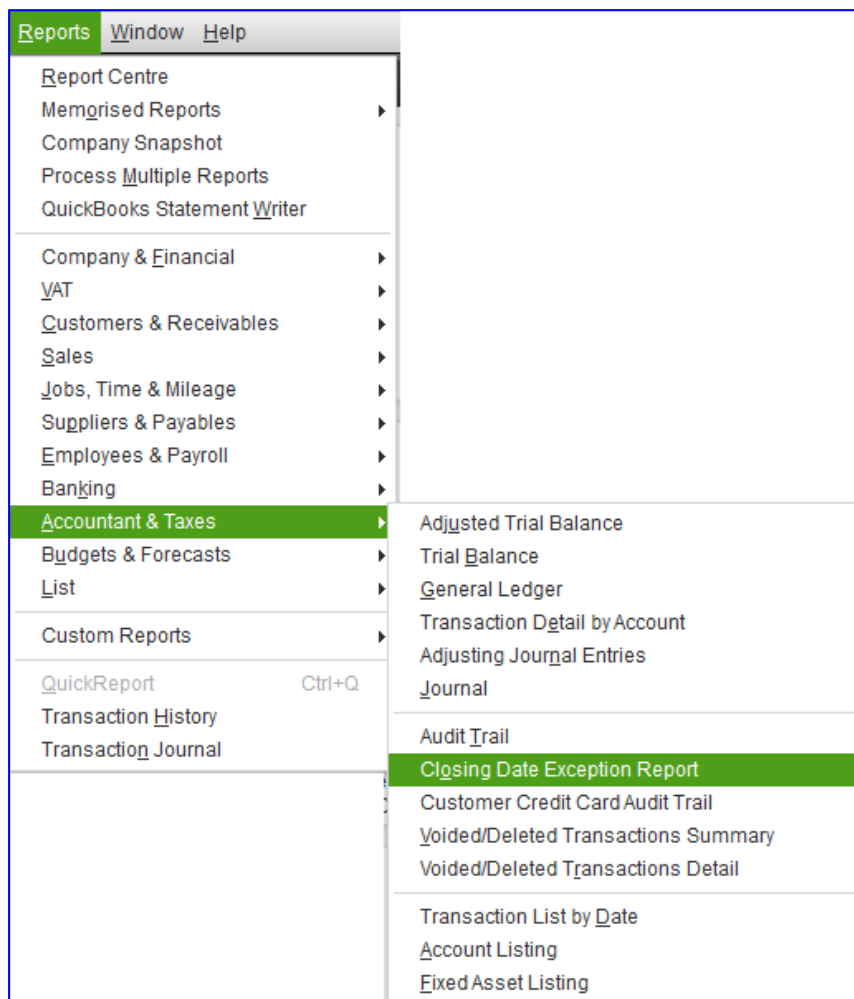 Reports Window Help
Report Centre
Memorised Reports
Company Snapshot
Process Multiple Reports
QuickBooks Statement Writer
Company & Financial
VAT
Customers & Receivables
Sales
Jobs, Time & Mileage
Suppliers & Payables
Employees & Payroll
Banking
Accountant & Taxes
Budgets & Forecasts
List
Custom Reports
QuickReport Ctrl+Q
Transaction History
Transaction Journal
Adjusted Trial Balance
Trial Balance
General Ledger
Transaction Detail by Account
Adjusting Journal Entries
Journal
Audit Trail
Closing Date Exception Report
Customer Credit Card Audit Trail
Voided/Deleted Transactions Summary
Voided/Deleted Transactions Detail
Transaction List by Date
Account Listing
Fixed Asset Listing